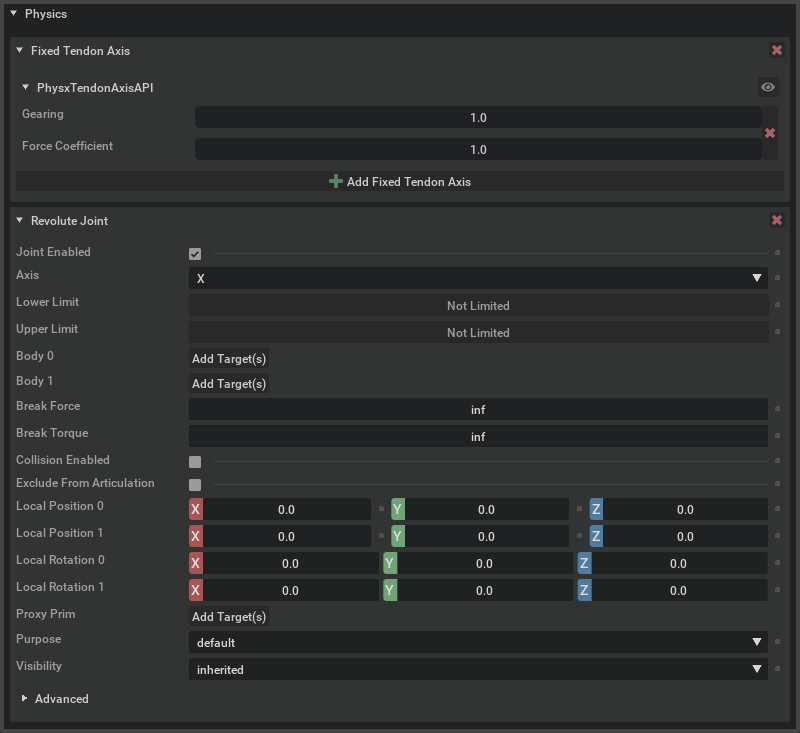 Physics
Fixed Tendon Axis
PhysxTendonAxisAPI
Gearing 1.0
Force Coefficient 1.0
Add Fixed Tendon Axis
Revolute Joint
Joint Enabled
Axis X
Lower Limit Not Limited
Upper Limit Not Limited
Body 0 Add Target(s)
Body 1 Add Target(s)
Break Force inf
Break Torque inf
Collision Enabled
Exclude From Articulation
Local Position 0 X 0.0 Y 0.0 Z 0.0
Local Position 1 X 0.0 Y 0.0 Z 0.0
Local Rotation 0 X 0.0 Y 0.0 Z 0.0
Local Rotation 1 X 0.0 Y 0.0 Z 0.0
Proxy Prim Add Target(s)
Purpose default
Visibility inherited
Advanced